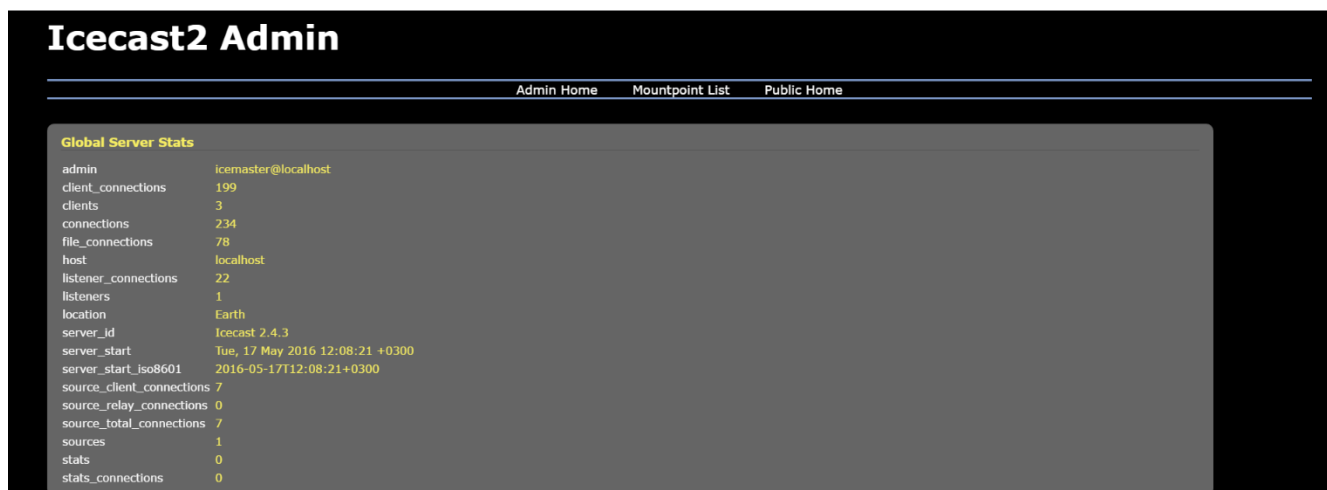 Icecast2 Admin
Admin Home Mountpoint List Public Home
Global Server Stats
admin icemaster@localhost
client_connections 199
clients 3
connections 234
file_connections 78
host localhost
listener_connections 22
listeners 1
location Earth
server_id Icecast 2.4.3
server_start Tue, 17 May 2016 12:08:21 +0300
server_start_iso8601 2016-05-17T12:08:21+0300
source_client_connections 7
source_relay_connections 0
source_total_connections 7
sources 1
stats 0
stats_connections 0